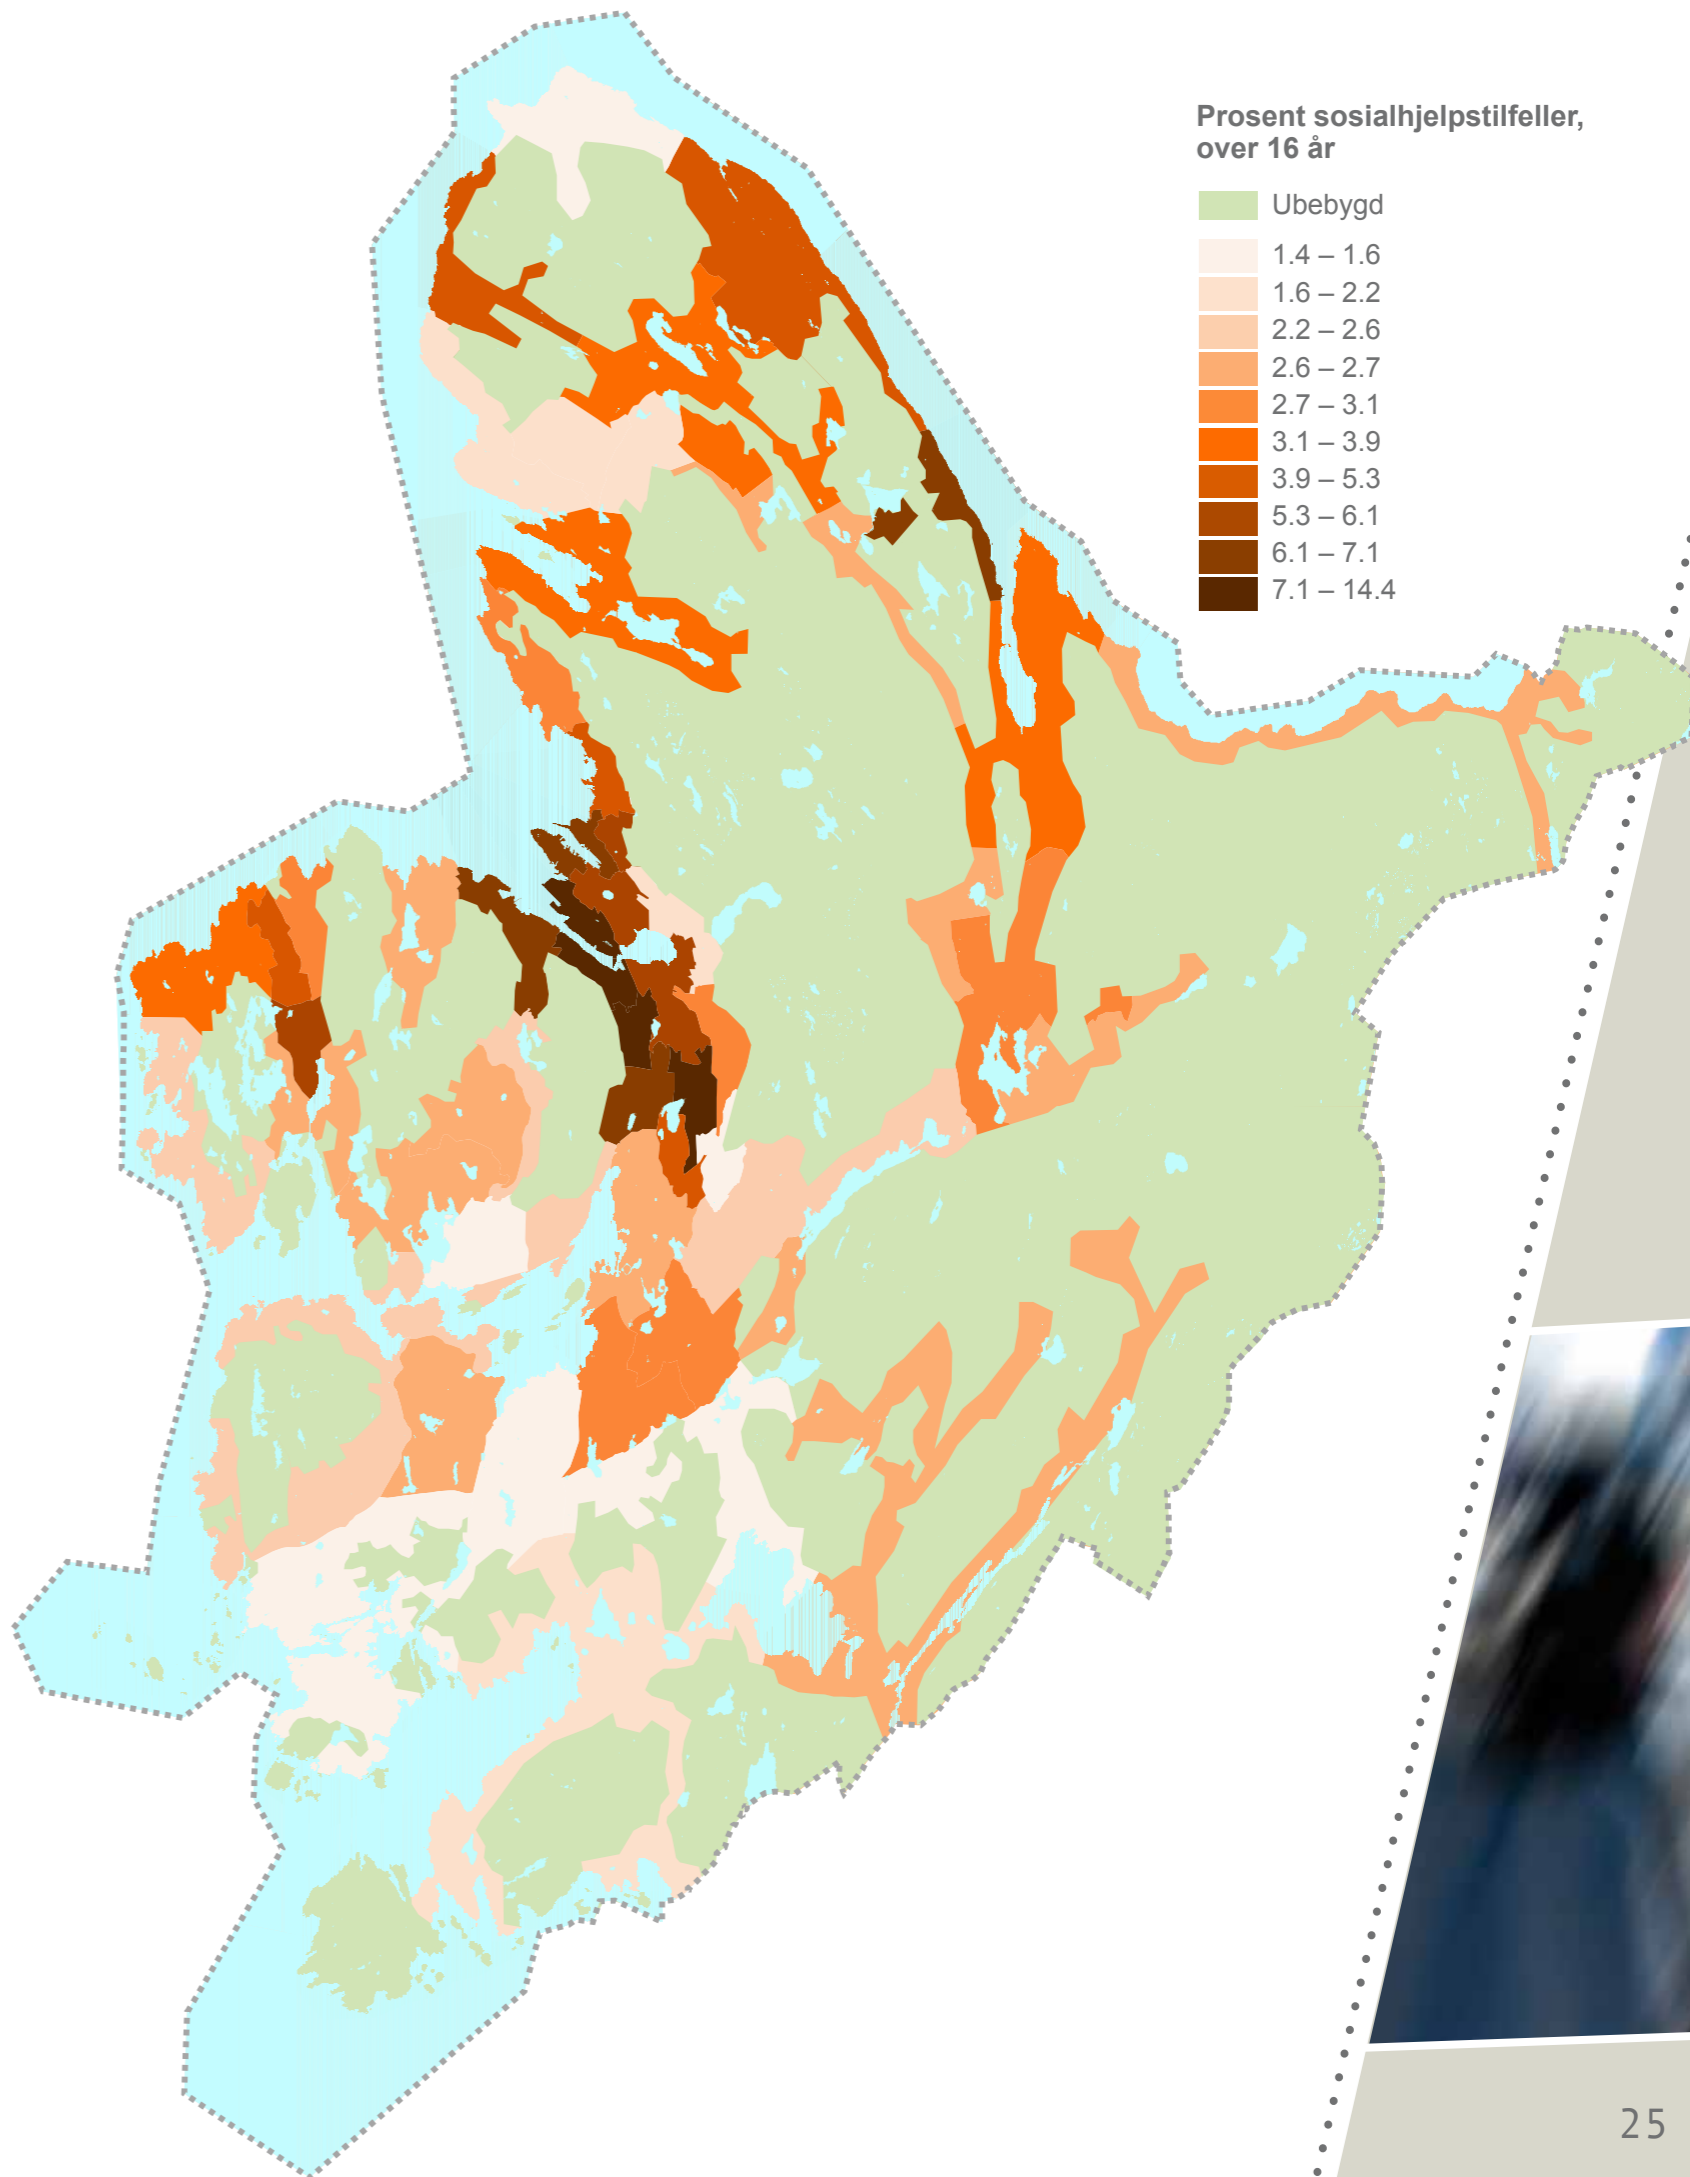 Prosent sosialhjelpstilfeller,
over 16 år
Ubebygd
1.4 – 1.6
1.6 – 2.2
2.2 – 2.6
2.6 – 2.7
2.7 – 3.1
3.1 – 3.9
3.9 – 5.3
5.3 – 6.1
6.1 – 7.1
7.1 – 14.4
25